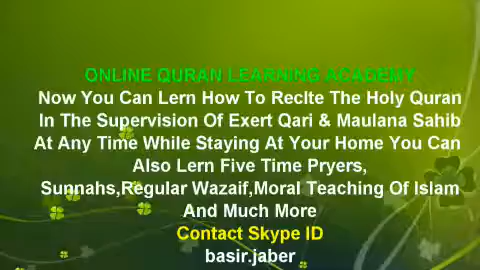 ONLINE QURAN LEARNING ACADEMY
Now You Can Lern How To RecIte The Holy Quran
In The Supervision Of Exert Qari & Maulana Sahib
At Any Time While Staying At Your Home You Can
Also Lern Five Time Pryers,
Sunnahs,Regular Wazaif,Moral Teaching Of Islam
And Much More
Contact Skype ID
basir.jaber